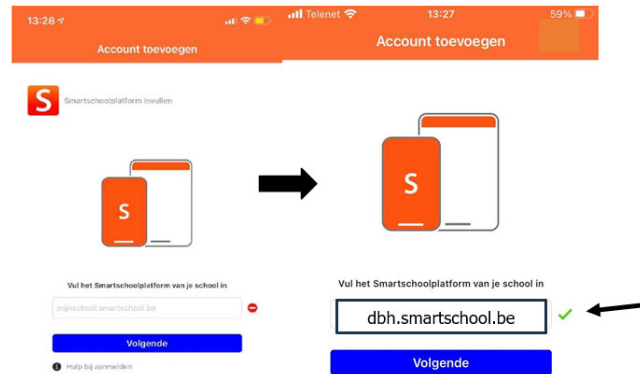 13:28
Account toevoegen
S
Smartschoolplatform invullen
S
Vul het Smartschoolplatform van je school in
mijnschool.smartschool.be
Volgende
Hulp bij aanmelden
Telenet 13:27 59%
Account toevoegen
S
Vul het Smartschoolplatform van je school in
dbh.smartschool.be
Volgende